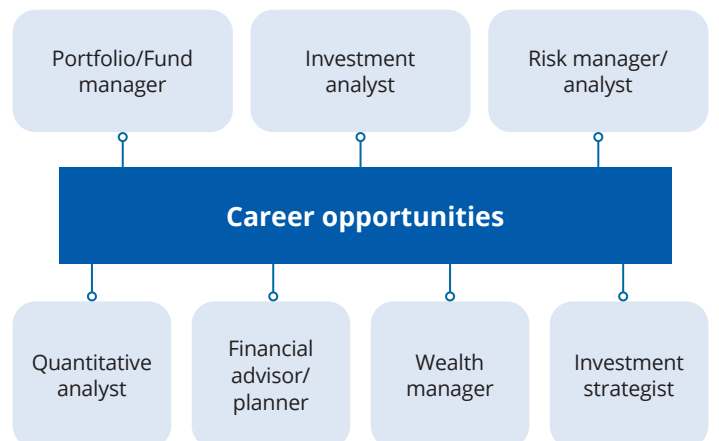 Portfolio/Fund
manager
Investment
analyst
Risk manager/
analyst
Career opportunities
Quantitative
analyst
Financial
advisor/
planner
Wealth
manager
Investment
strategist